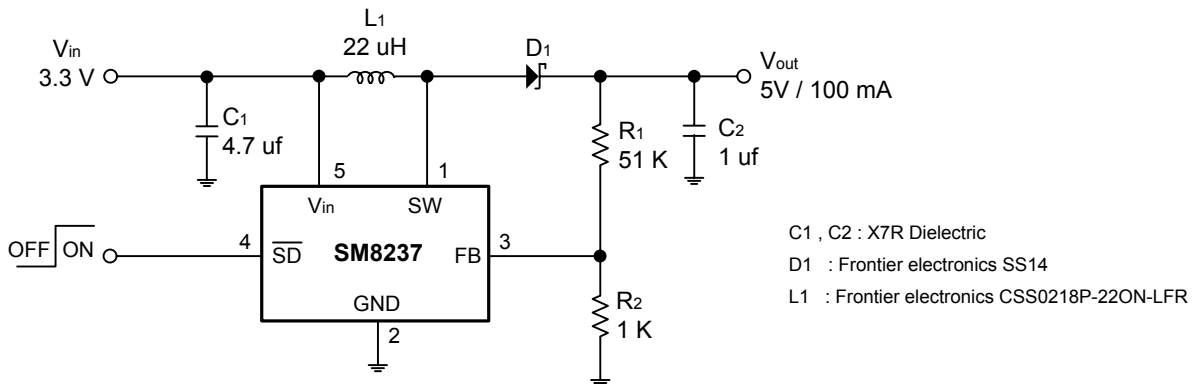 L1
22 uH
D1
Vin
3.3 V
Vout
5V / 100 mA
C1
4.7 uf
R1
51 K
C2
1 uf
5
1
Vin
SW
OFF
ON
4
SD
SM8237
FB
3
GND
2
R2
1 K
C1 , C2 : X7R Dielectric
D1 : Frontier electronics SS14
L1 : Frontier electronics CSS0218P-22ON-LFR